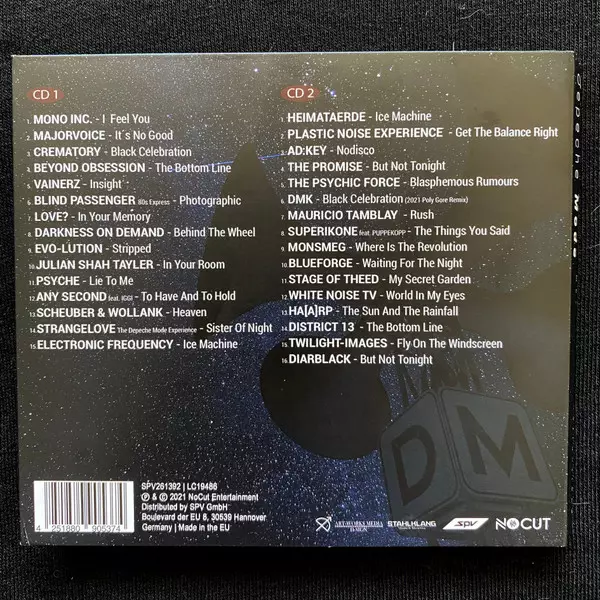 CD 1
1. MONO INC. - I Feel You
2. MAJORVOICE - It´s No Good
3. CREMATORY - Black Celebration
4. BEYOND OBSESSION - The Bottom Line
5. VAINERZ - Insight
6. BLIND PASSENGER 80s Express - Photographic
7. LOVE? - In Your Memory
8. DARKNESS ON DEMAND - Behind The Wheel
9. EVO-LUTION - Stripped
10. JULIAN SHAH TAYLER - In Your Room
11. PSYCHE - Lie To Me
12. ANY SECOND feat. IGGI - To Have And To Hold
13. SCHEUBER & WOLLANK - Heaven
14. STRANGELOVE The Depeche Mode Experience - Sister Of Night
15. ELECTRONIC FREQUENCY - Ice Machine
CD 2
1. HEIMATAERDE - Ice Machine
2. PLASTIC NOISE EXPERIENCE - Get The Balance Right
3. AD:KEY - Nodisco
4. THE PROMISE - But Not Tonight
5. THE PSYCHIC FORCE - Blasphemous Rumours
6. DMK - Black Celebration (2021 Poly Gore Remix)
7. MAURICIO TAMBLAY - Rush
8. SUPERIKONE feat. PUPPEKOPP - The Things You Said
9. MONSMEG - Where Is The Revolution
10. BLUEFORGE - Waiting For The Night
11. STAGE OF THEED - My Secret Garden
12. WHITE NOISE TV - World In My Eyes
13. HA[A]RP - The Sun And The Rainfall
14. DISTRICT 13 - The Bottom Line
15. TWILIGHT-IMAGES - Fly On The Windscreen
16. DIARBLACK - But Not Tonight
DM
4 251880 905374
SPV261392 | LC19486
℗ & © 2021 NoCut Entertainment
Distributed by SPV GmbH
Boulevard der EU 8, 30539 Hannover
Germany | Made in the EU
ART-WORKS MEDIA
DESIGN
STAHLKLANG
SPV
NOCUT
depeche Mode